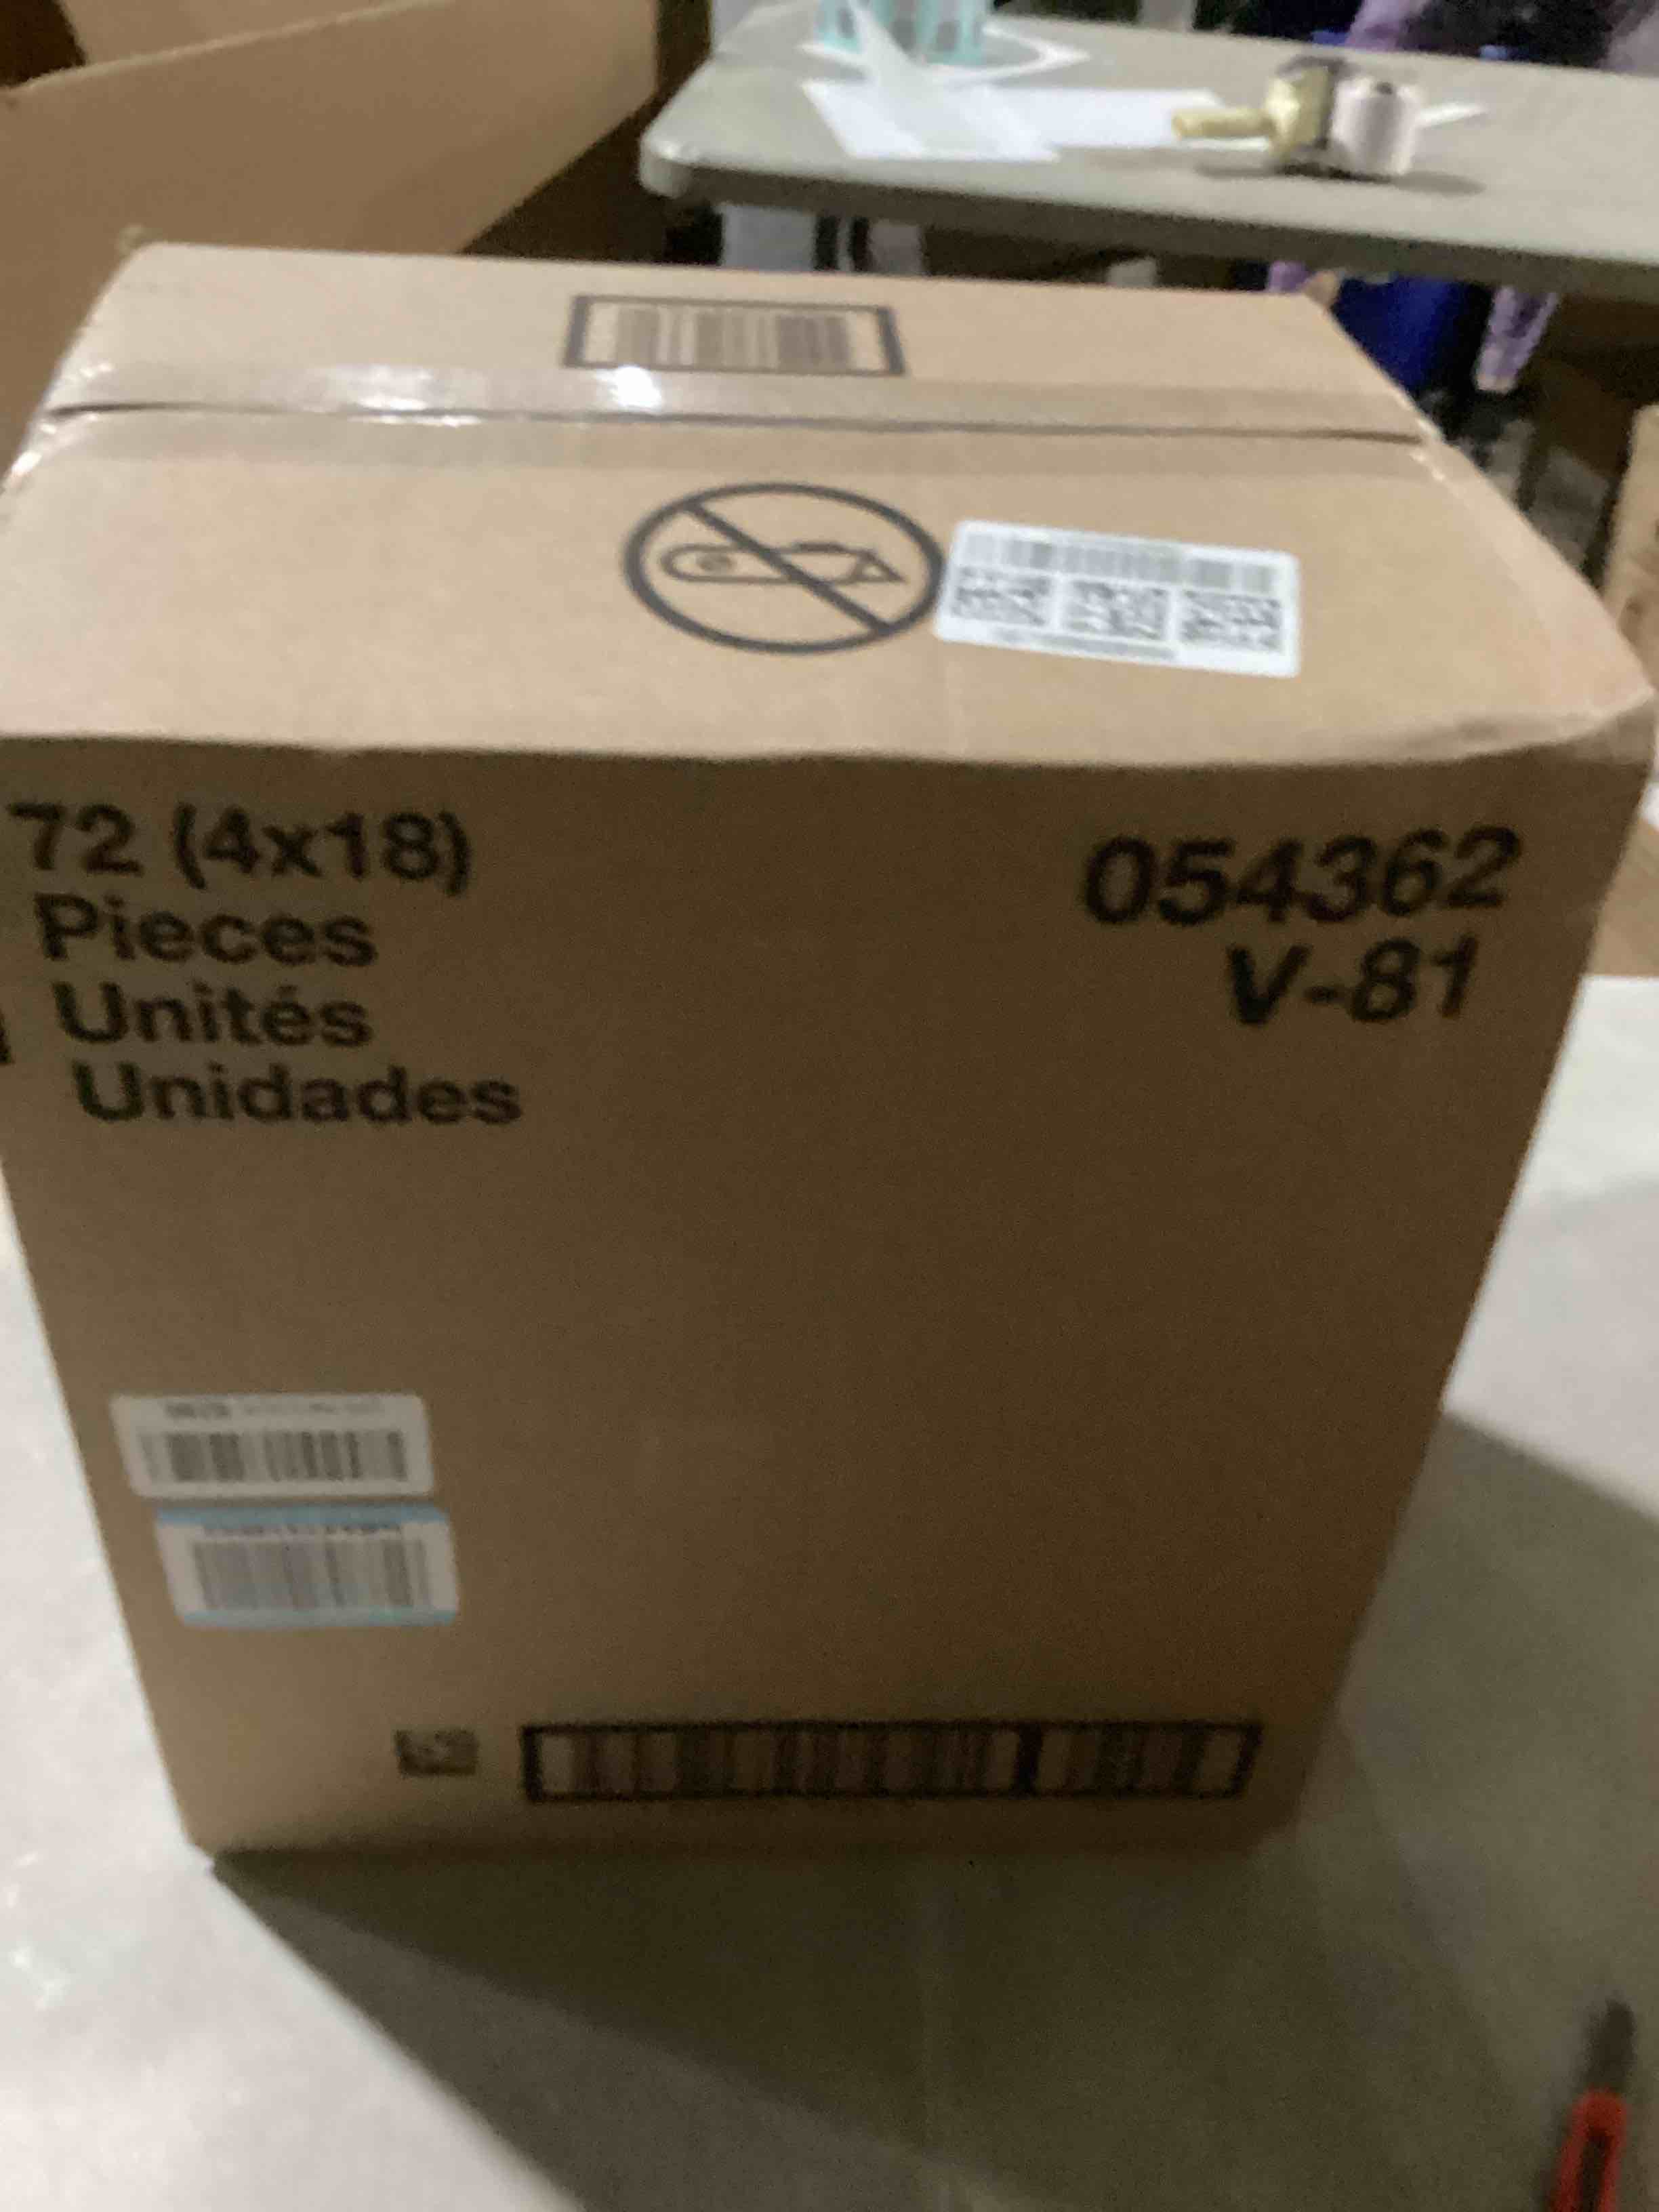 72 (4x18)
Pieces
Unités
Unidades
054362
V-81